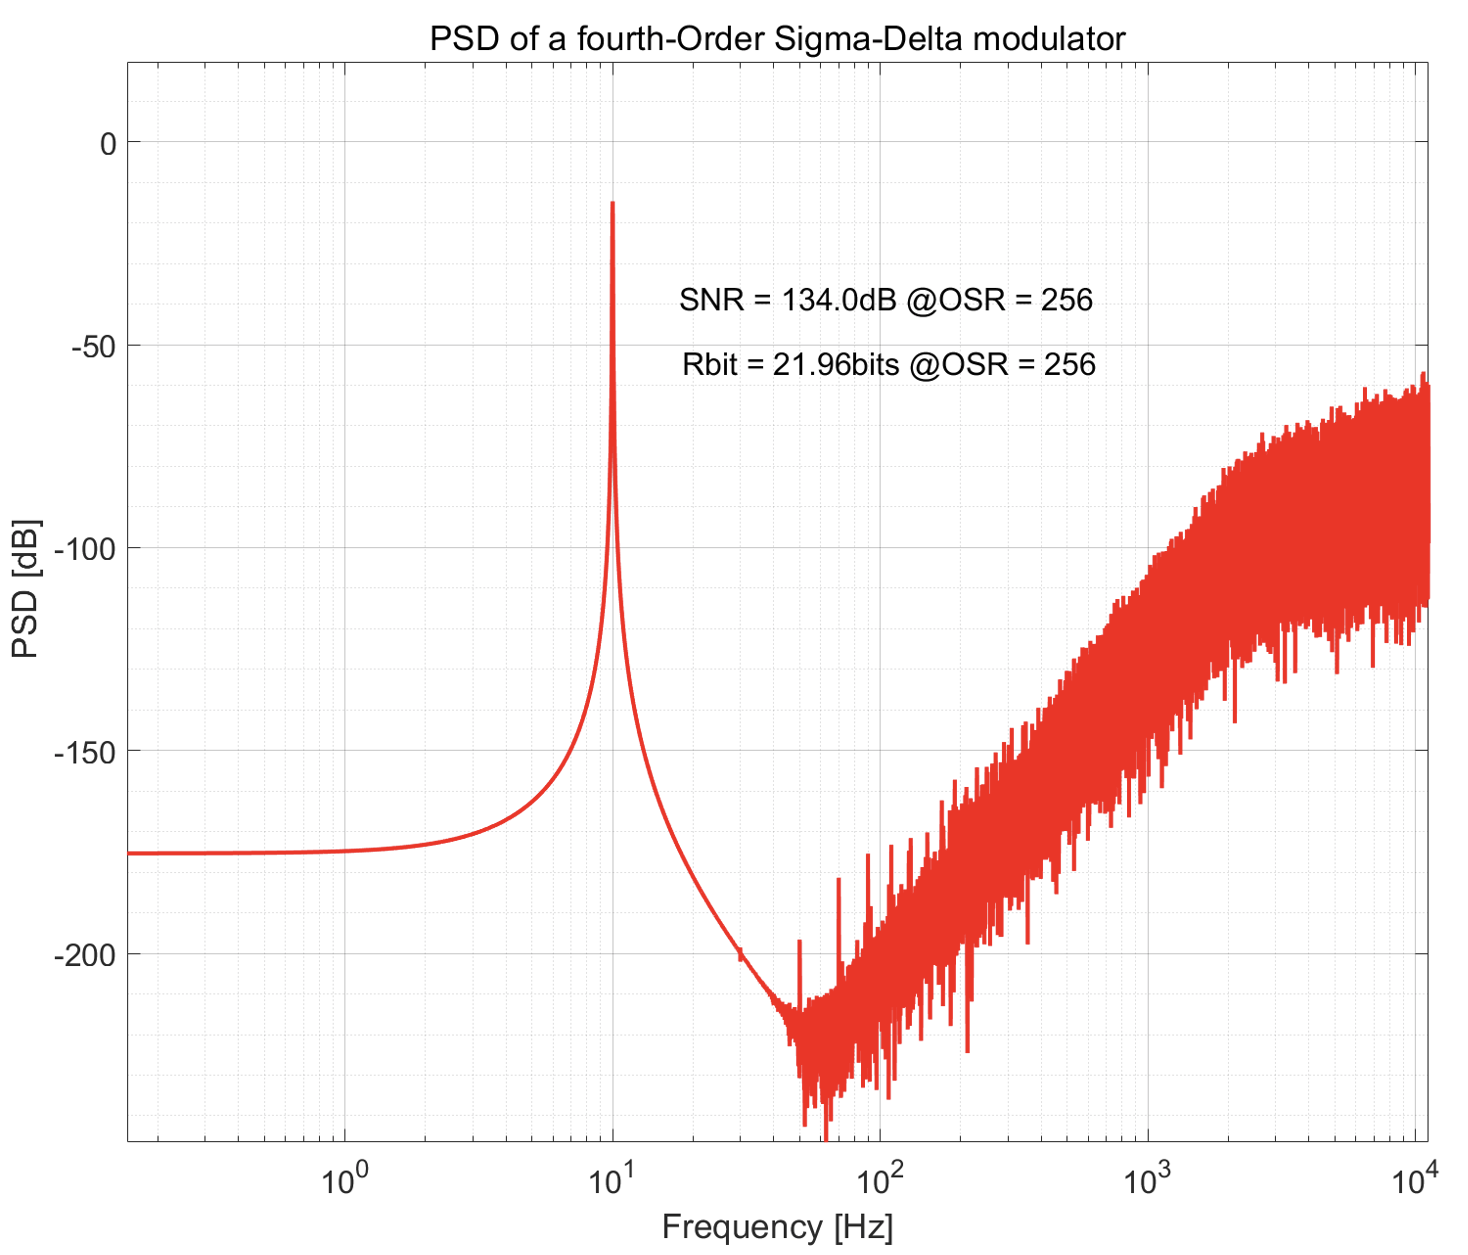 PSD of a fourth-Order Sigma-Delta modulator
0
-50
-100
-150
-200
PSD [dB]
SNR = 134.0dB @OSR = 256
Rbit = 21.96bits @OSR = 256
10⁰ 10¹ 10² 10³ 10⁴
Frequency [Hz]